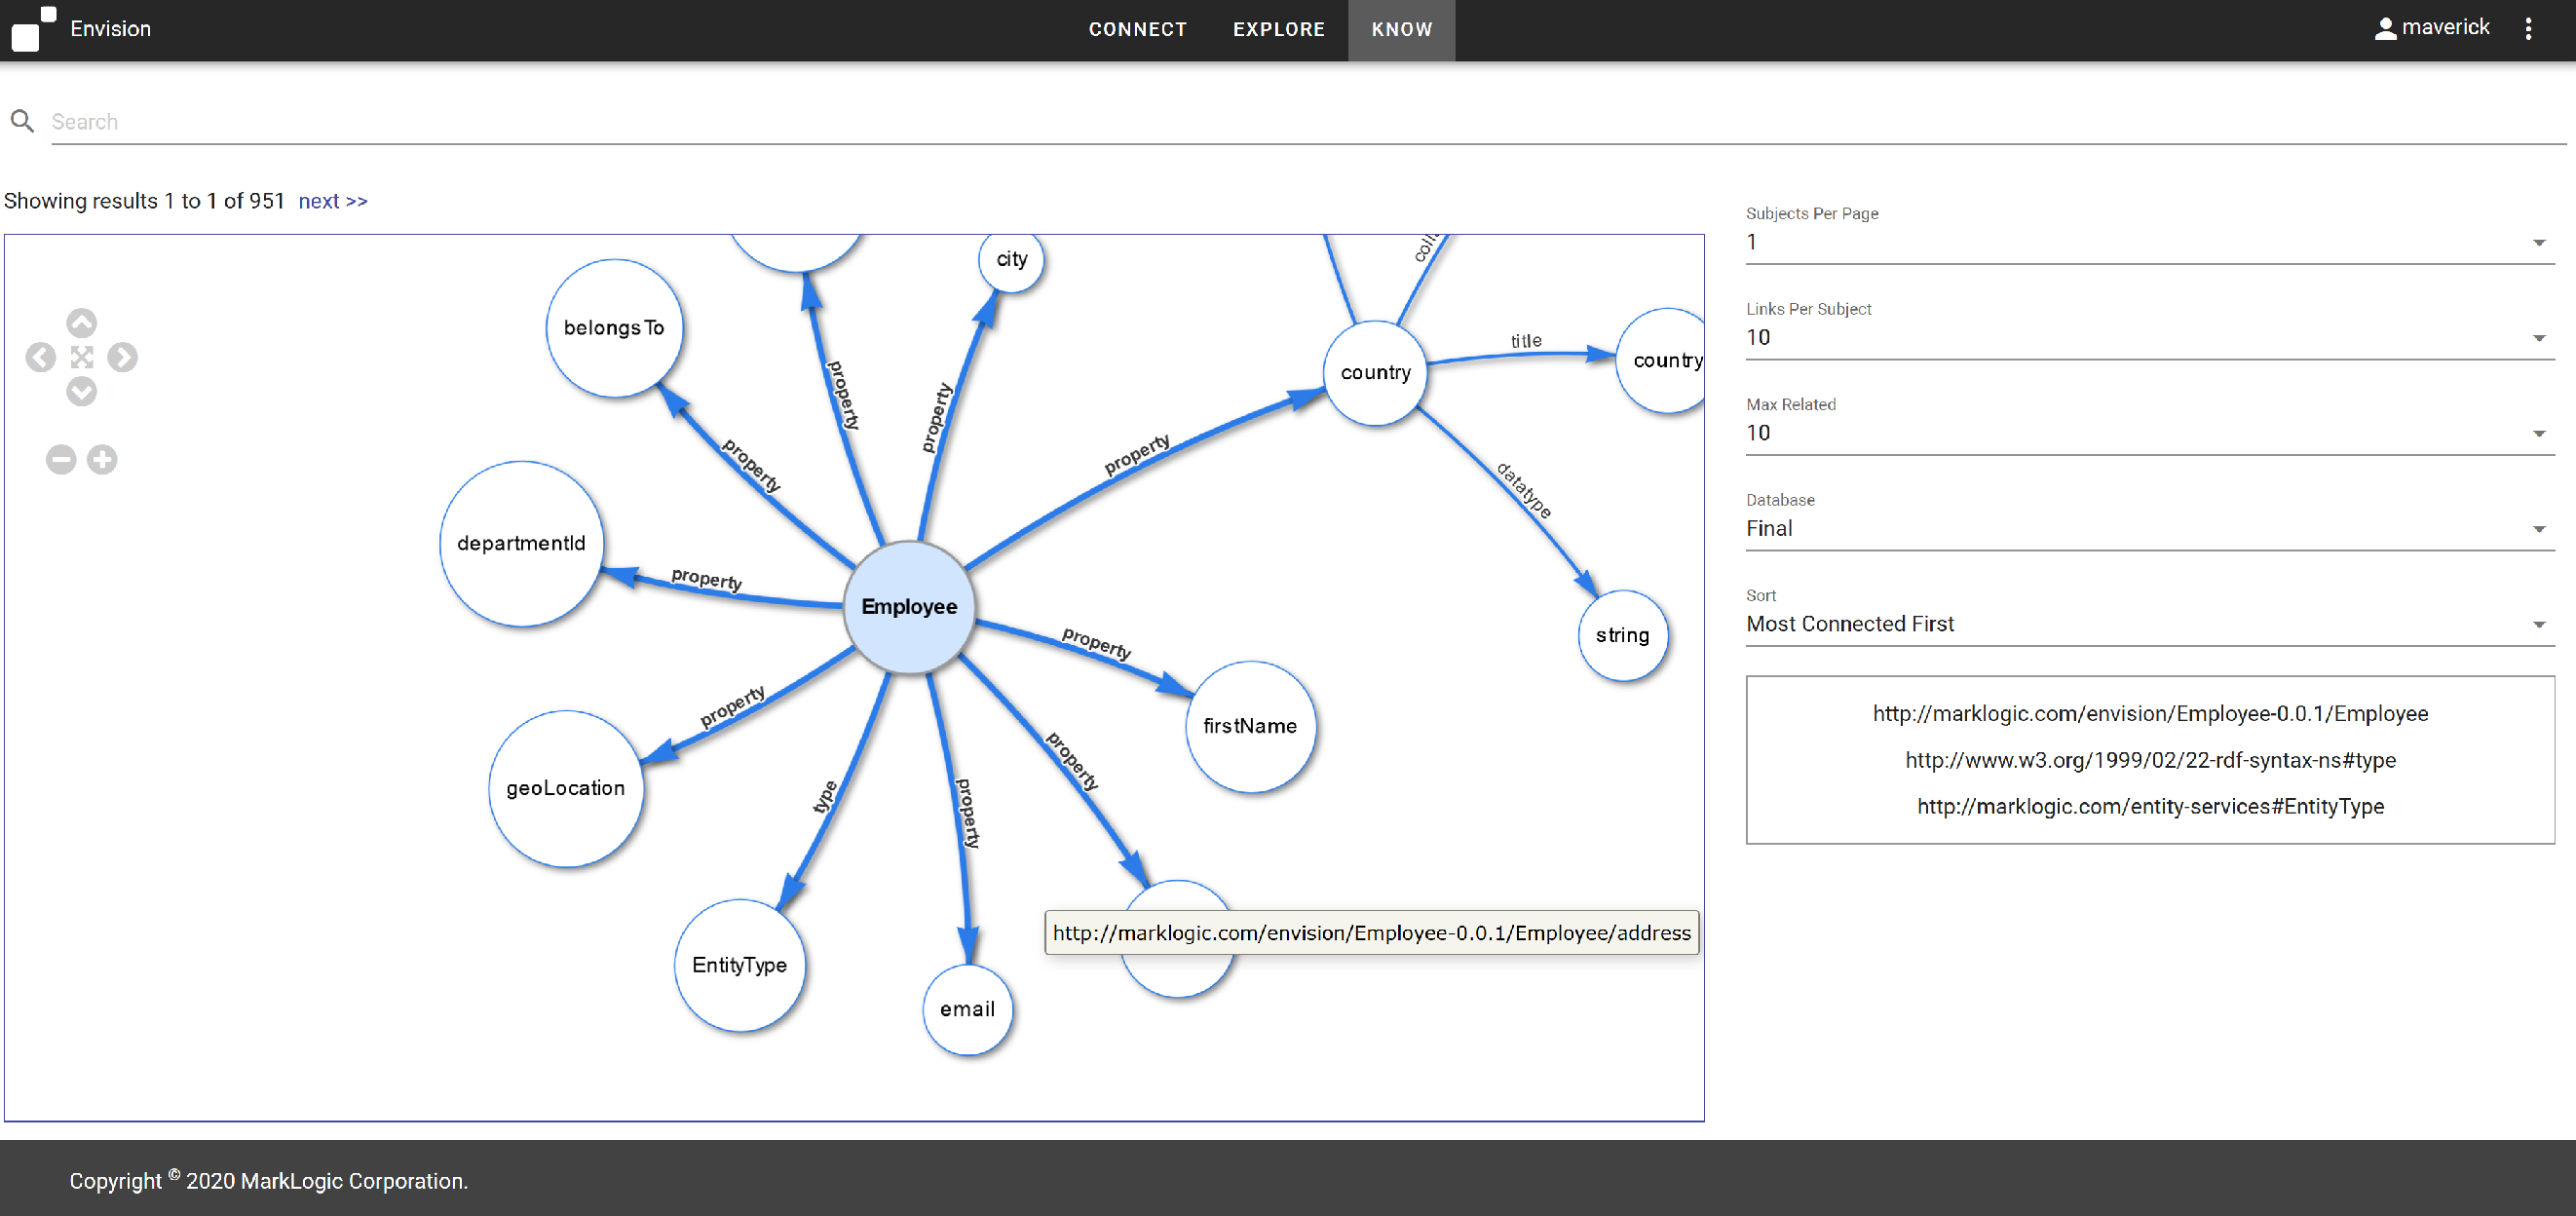 Envision
CONNECT
EXPLORE
KNOW
maverick
Search
Showing results 1 to 1 of 951 next >>
city
belongsTo
property
property
property
property
country
title
country
datatype
departmentId
property
Employee
property
string
firstName
property
geoLocation
type
property
property
EntityType
email
http://marklogic.com/envision/Employee-0.0.1/Employee/address
Subjects Per Page
1
Links Per Subject
10
Max Related
10
Database
Final
Sort
Most Connected First
http://marklogic.com/envision/Employee-0.0.1/Employee
http://www.w3.org/1999/02/22-rdf-syntax-ns#type
http://marklogic.com/entity-services#EntityType
Copyright © 2020 MarkLogic Corporation.